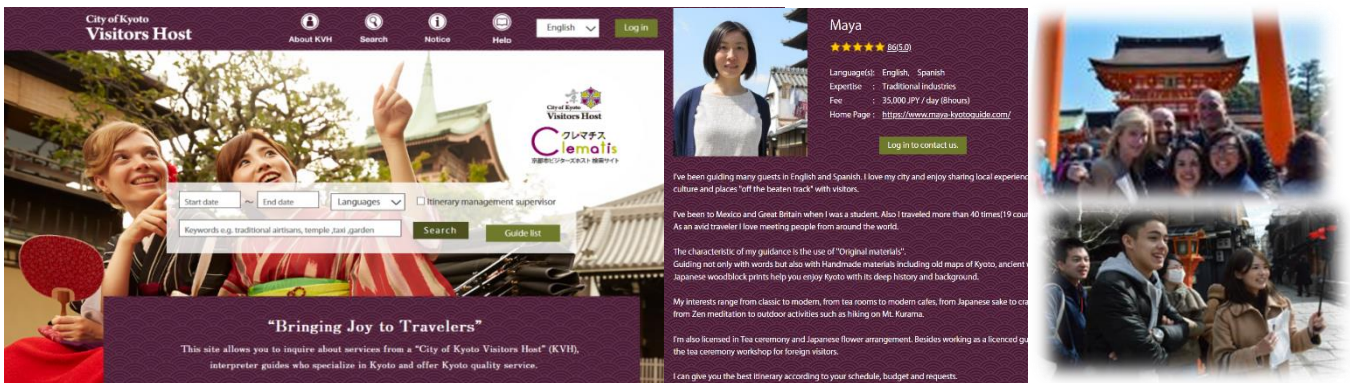 City of Kyoto
Visitors Host
About KVH
Search
Notice
Help
English
Log in
City of Kyoto
Visitors Host
クレマチス
Clematis
京都市ビジターズホスト 検索サイト
Start date
~
End date
Languages
Itinerary management supervisor
Keywords e.g. traditional airtisans, temple ,taxi ,garden
Search
Guide list
“Bringing Joy to Travelers”
This site allows you to inquire about services from a “City of Kyoto Visitors Host” (KVH),
interpreter guides who specialize in Kyoto and offer Kyoto quality service.
Maya
★★★★★ 86(5.0)
Language(s): English, Spanish
Expertise : Traditional industries
Fee : 35,000 JPY / day (8hours)
Home Page : https://www.maya-kyotoguide.com/
Log in to contact us.
I've been guiding many guests in English and Spanish. I love my city and enjoy sharing local experienc
culture and places "off the beaten track" with visitors.
I've been to Mexico and Great Britain when I was a student. Also I traveled more than 40 times(19 cour
As an avid traveler I love meeting people from around the world.
The characteristic of my guidance is the use of "Original materials".
Guiding not only with words but also with Handmade materials including old maps of Kyoto, ancient
Japanese woodblock prints help you enjoy Kyoto with its deep history and background.
My interests range from classic to modern, from tea rooms to modern cafes, from Japanese sake to cra
from Zen meditation to outdoor activities such as hiking on Mt. Kurama.
I'm also licensed in Tea ceremony and Japanese flower arrangement. Besides working as a licenced gu
the tea ceremony workshop for foreign visitors.
I can give you the best itinerary according to your schedule, budget and requests.